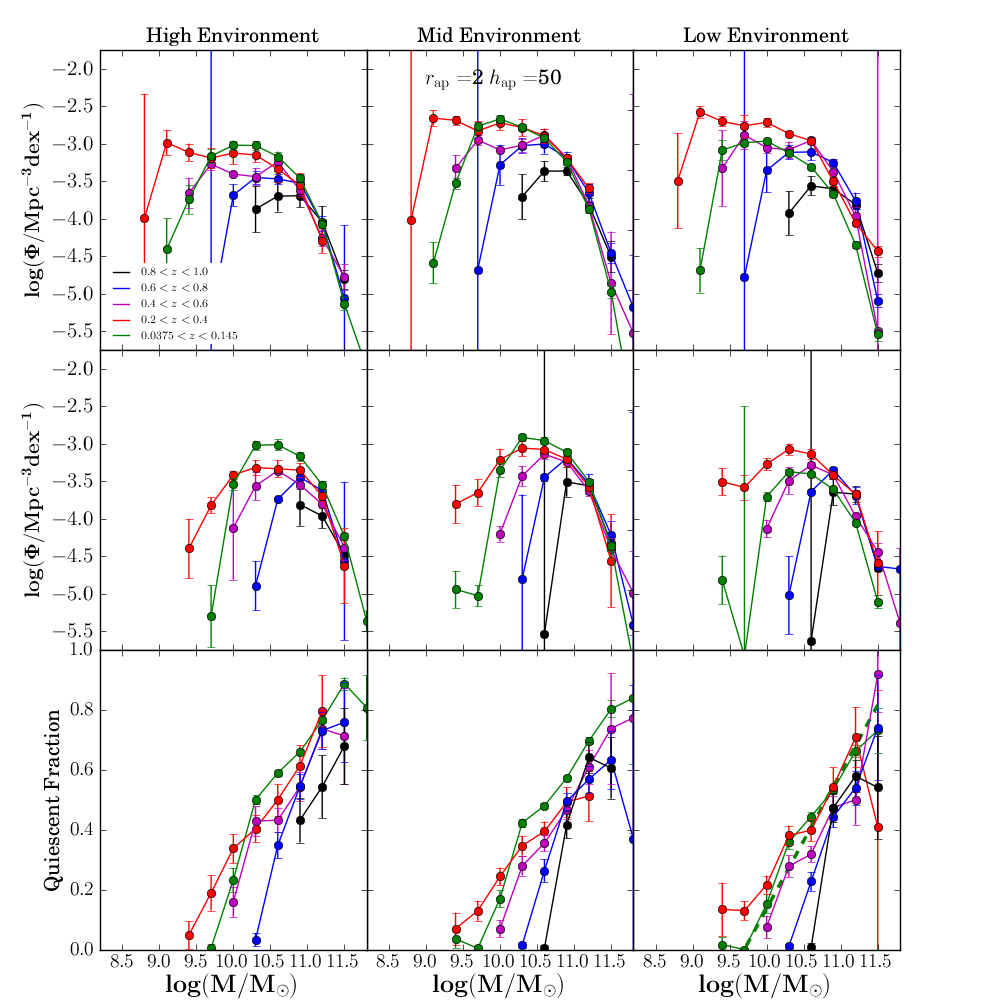 High Environment Mid Environment Low Environment
r_ap =2 h_ap =50
−2.0
−2.5
−3.0
−3.5
−4.0
−4.5
−5.0
−5.5
log(Φ/Mpc⁻³dex⁻¹)
0.8 < z < 1.0
0.6 < z < 0.8
0.4 < z < 0.6
0.2 < z < 0.4
0.0375 < z < 0.145
−2.0
−2.5
−3.0
−3.5
−4.0
−4.5
−5.0
−5.5
log(Φ/Mpc⁻³dex⁻¹)
1.0
0.8
0.6
0.4
0.2
0.0
Quiescent Fraction
8.5 9.0 9.5 10.0 10.5 11.0 11.5 8.5 9.0 9.5 10.0 10.5 11.0 11.5 8.5 9.0 9.5 10.0 10.5 11.0 11.5
log(M/M⊙) log(M/M⊙) log(M/M⊙)